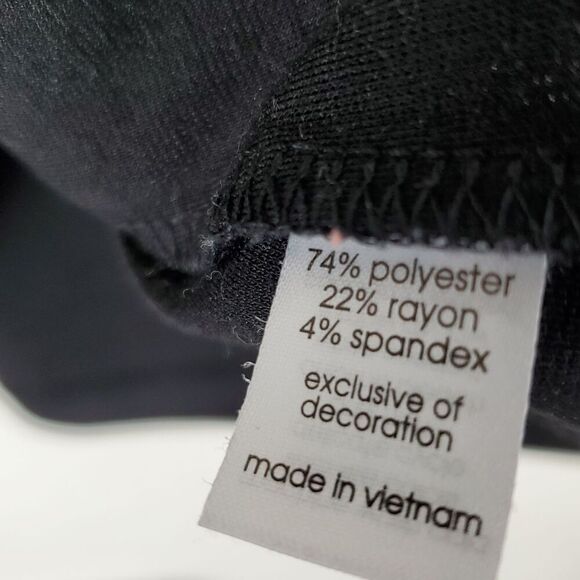 74% polyester
22% rayon
4% spandex
exclusive of
decoration
made in vietnam